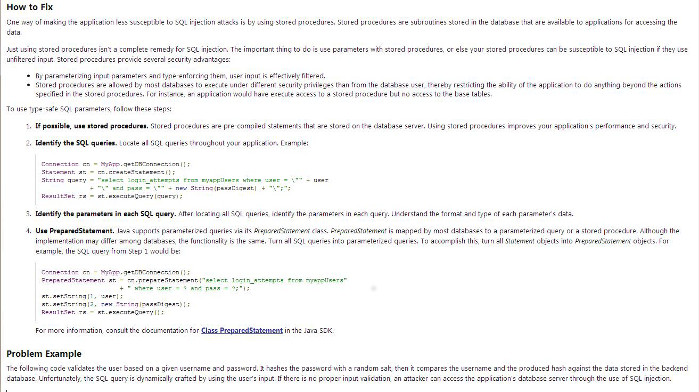 How to Fix
One way of making the application less susceptible to SQL injection attacks is by using stored procedures. Stored procedures are subroutines stored in the database that are available to applications for accessing the
data
Just using stored procedures isn't a complete remedy for SQL injection. The important thing to do is use parameters with stored procedures, or else your stored procedures can be susceptible to SQL injection if they use
unfiltered input. Stored procedures provide several security advantages:
• By parameterizing input parameters and type-enforcing them, user input is effectively filtered.
• Stored procedures are allowed by most databases to execute under different security privileges than from the database user, thereby restricting the ability of the application to do anything beyond the actions
specified in the stored procedures. For instance, an application would have execute access to a stored procedure but no access to the base tables.
To use type-safe SQL parameters, follow these steps:
1. If possible, use stored procedures. Stored procedures are pre compiled statements that are stored on the database server. Using stored procedures improves your application's performance and security.
2. Identify the SQL queries. Locate all SQL queries throughout your application. Example:
Connection cn = MyApp.getDBConnection();
Statement st = cn.createStatement();
String query = "select login_attempts from myappUsers where user = \"" + user
+ "\" and pass = \"" + new String(passDigest) + "\";";
ResultSet rs = st.executeQuery(query);
3. Identify the parameters in each SQL query. After locating all SQL queries, identify the parameters in each query. Understand the format and type of each parameter's data.
4. Use PreparedStatement. Java supports parameterized queries via its PreparedStatement class. PreparedStatement is mapped by most databases to a parameterized query or a stored procedure. Although the
implementation may differ among databases, the functionality is the same. Turn all SQL queries into parameterized queries. To accomplish this, turn all Statement objects into PreparedStatement objects. For
example, the SQL query from Step 1 would be:
Connection cn = MyApp.getDBConnection();
PreparedStatement st = cn.prepareStatement("select login_attempts from myappUsers"
+ " where user = ? and pass = ?;");
st.setString(1, user);
st.setString(2, new String(passDigest));
ResultSet rs = st.executeQuery();
For more information, consult the documentation for Class PreparedStatement in the Java SDK.
Problem Example
The following code validates the user based on a given username and password. It hashes the password with a random salt, then it compares the username and the produced hash against the data stored in the backend
database. Unfortunately, the SQL query is dynamically crafted by using the user's input. If there is no proper input validation, an attacker can access the application's database server through the use of SQL injection.